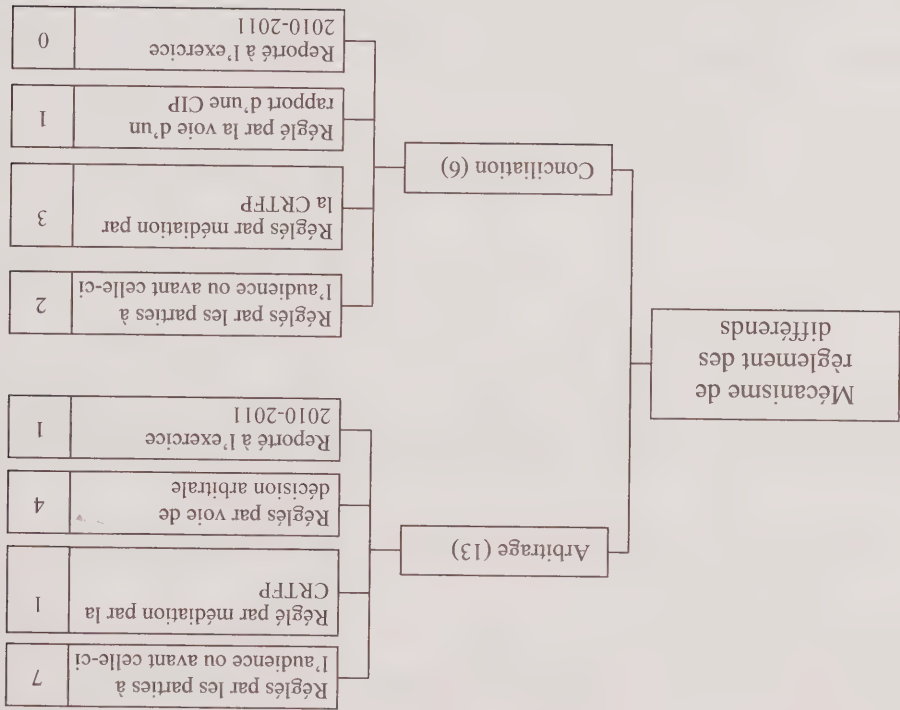 Mécanisme de
règlement des
différends
Arbitrage (13)
Réglés par les parties à
l'audience ou avant celle-ci
7
Réglé par médiation par la
CRTFP
1
Réglés par voie de
décision arbitrale
4
Reporté à l'exercice
2010-2011
1
Conciliation (6)
Réglés par les parties à
l'audience ou avant celle-ci
2
Réglés par médiation par
la CRTFP
3
Réglé par la voie d'un
rapport d'une CIP
1
Reporté à l'exercice
2010-2011
0